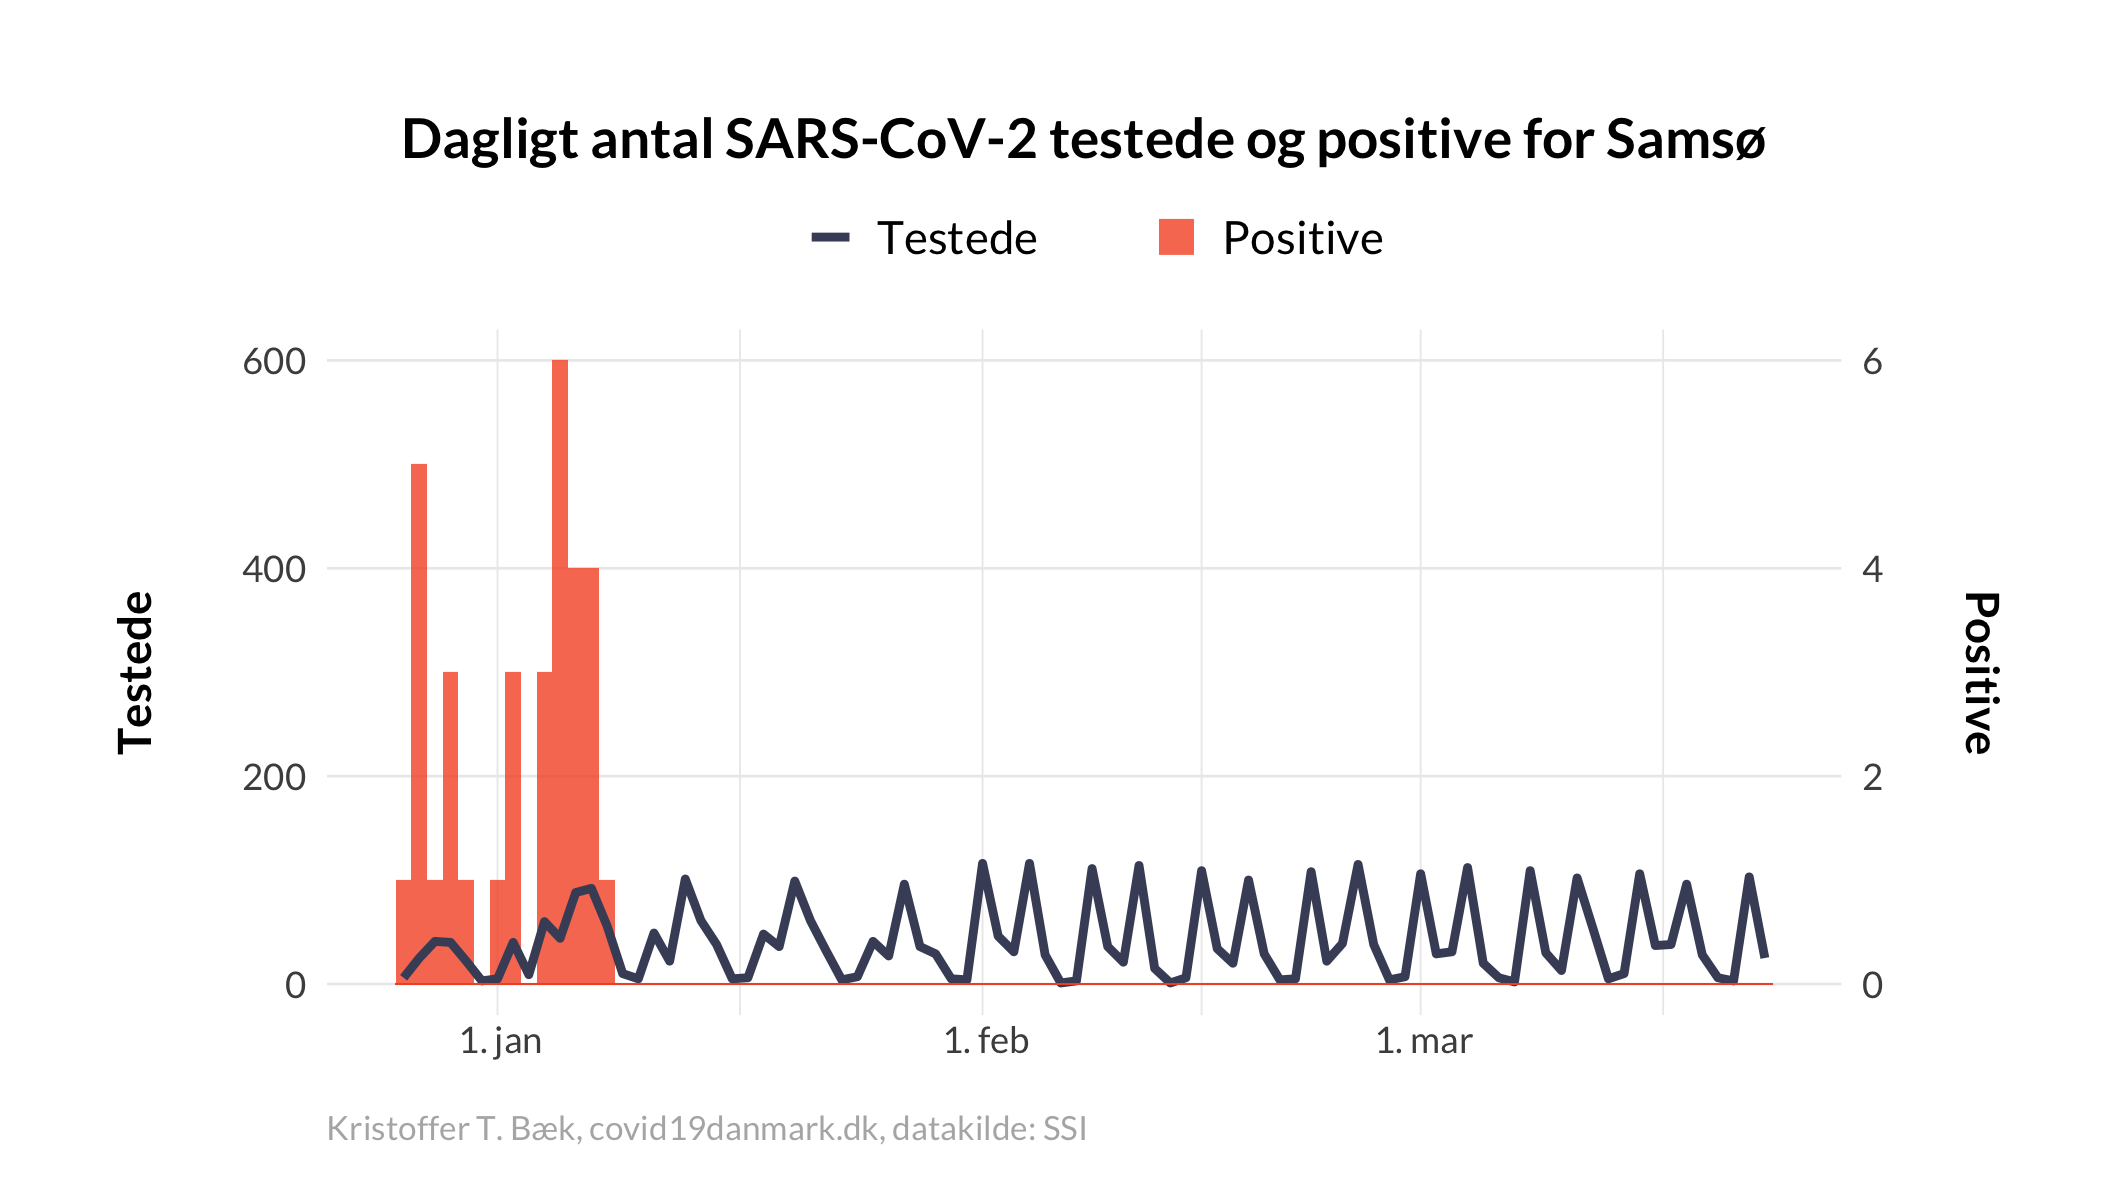 Dagligt antal SARS-CoV-2 testede og positive for Samsø
Testede
Positive
600
400
200
0
6
4
2
0
Testede
Positive
1. jan
1. feb
1. mar
Kristoffer T. Bæk, covid19danmark.dk, datakilde: SSI